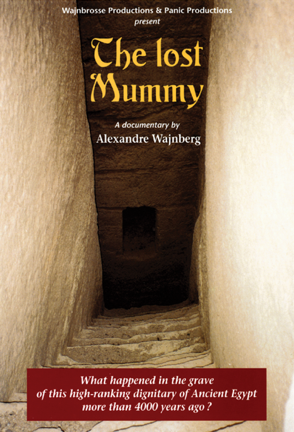 Wajnbrosse Productions & Panic Productions
present
The lost
Mummy
A documentary by
Alexandre Wajnberg
What happened in the grave
of this high-ranking dignitary of Ancient Egypt
more than 4000 years ago ?